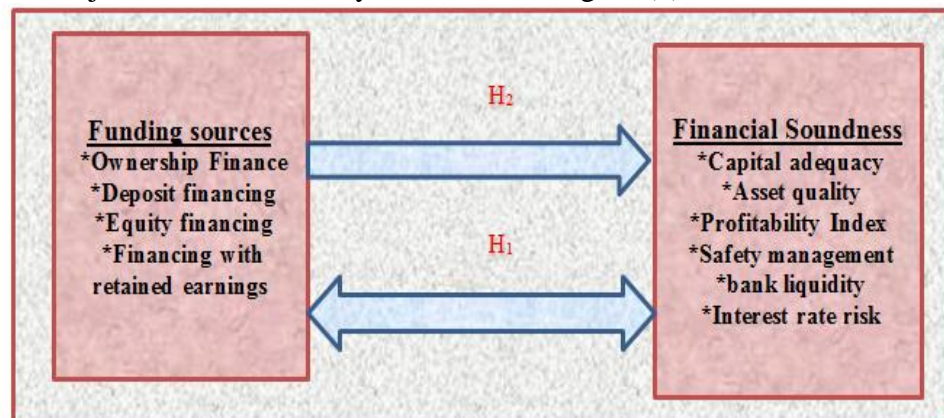 Funding sources
*Ownership Finance
*Deposit financing
*Equity financing
*Financing with
retained earnings
H₂
H₁
Financial Soundness
*Capital adequacy
*Asset quality
*Profitability Index
*Safety management
*bank liquidity
*Interest rate risk